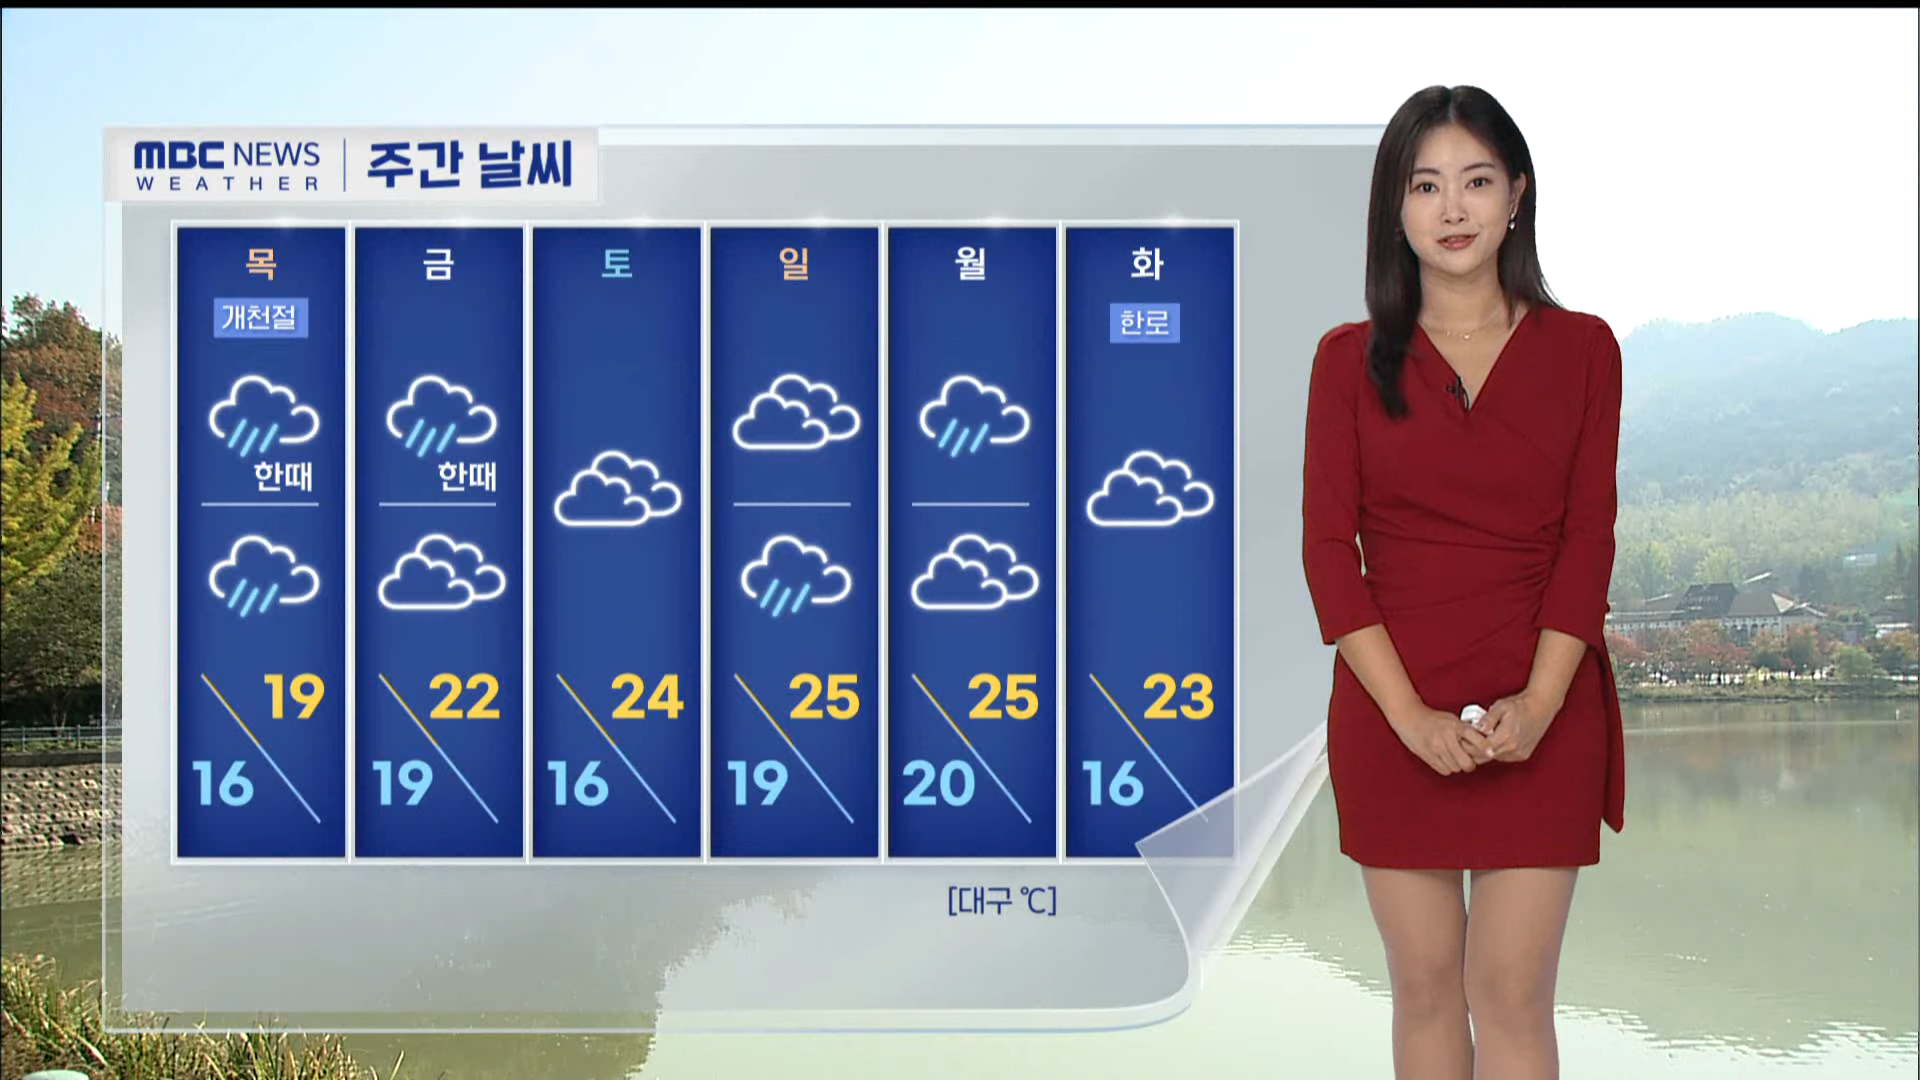 MBC NEWS
WEATHER
주간 날씨
목 금 토 일 월 화
개천절 한로
한때 한때
19 22 24 25 25 23
16 19 16 19 20 16
[대구 ℃]